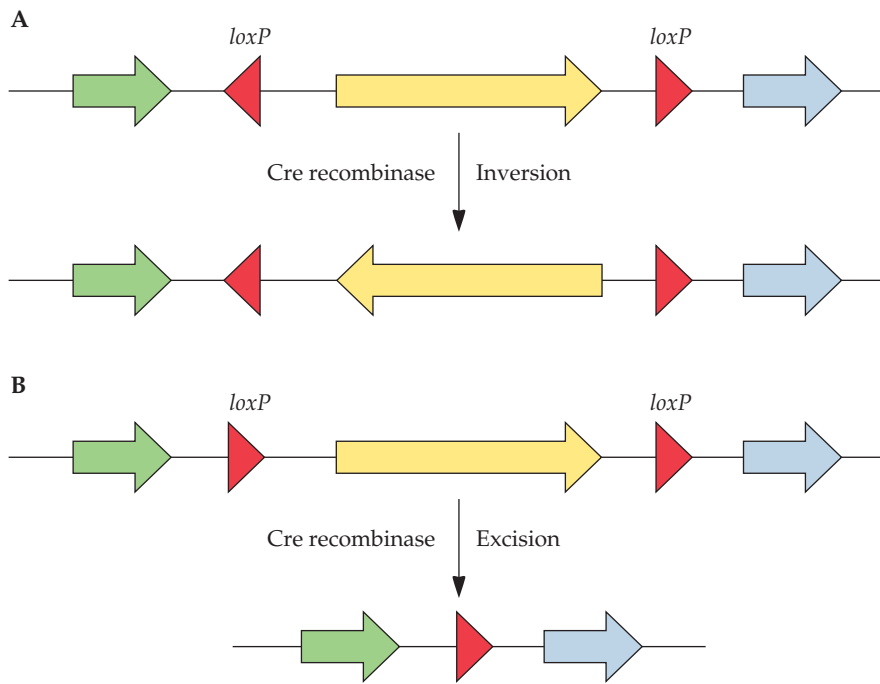 A
loxP loxP
Cre recombinase Inversion
B
loxP loxP
Cre recombinase Excision